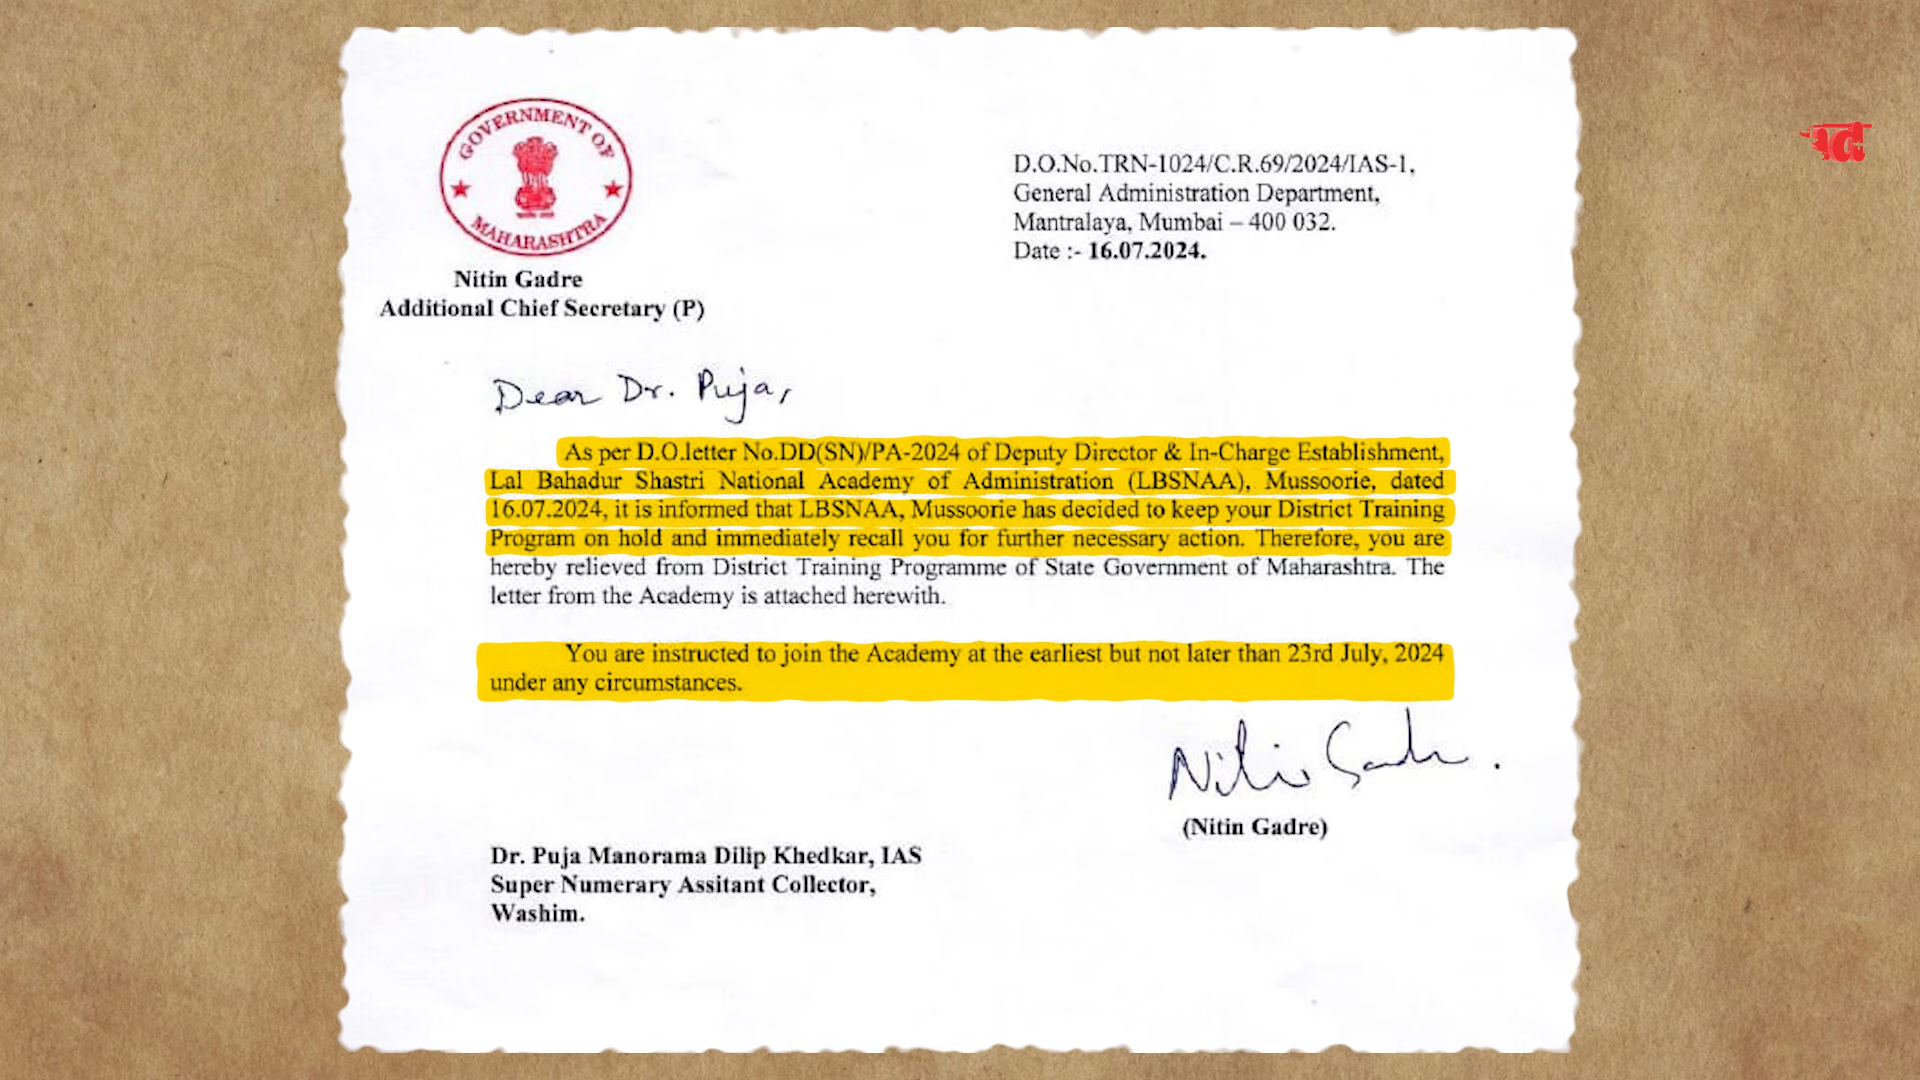 GOVERNMENT OF
MAHARASHTRA
Nitin Gadre
Additional Chief Secretary (P)
D.O.No.TRN-1024/C.R.69/2024/IAS-1,
General Administration Department,
Mantralaya, Mumbai – 400 032.
Date :- 16.07.2024.
Dear Dr. Puja,
As per D.O.letter No.DD(SN)/PA-2024 of Deputy Director & In-Charge Establishment,
Lal Bahadur Shastri National Academy of Administration (LBSNAA), Mussoorie, dated
16.07.2024, it is informed that LBSNAA, Mussoorie has decided to keep your District Training
Program on hold and immediately recall you for further necessary action. Therefore, you are
hereby relieved from District Training Programme of State Government of Maharashtra. The
letter from the Academy is attached herewith.
You are instructed to join the Academy at the earliest but not later than 23rd July, 2024
under any circumstances.
Nitin Gadre.
(Nitin Gadre)
Dr. Puja Manorama Dilip Khedkar, IAS
Super Numerary Assitant Collector,
Washim.